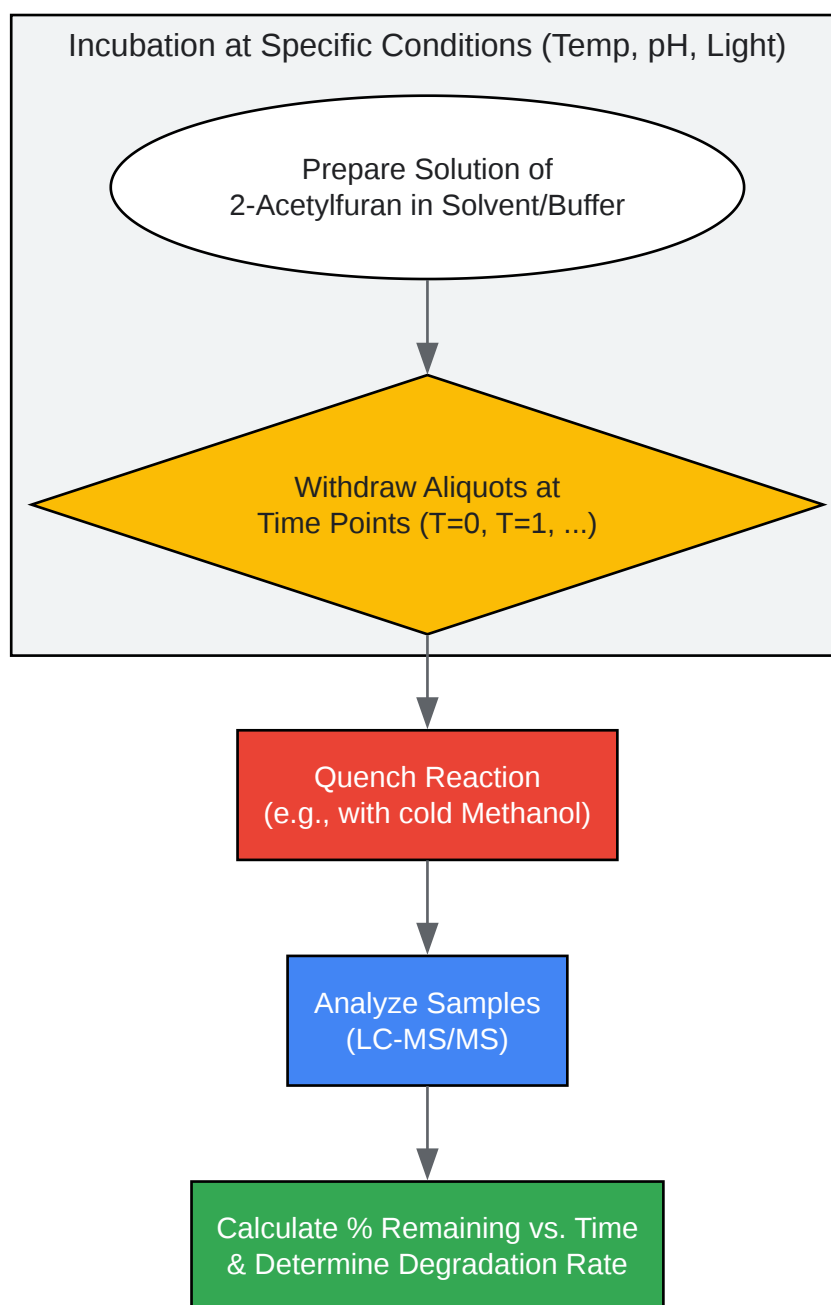 Incubation at Specific Conditions (Temp, pH, Light)
Prepare Solution of
2-Acetylfuran in Solvent/Buffer
Withdraw Aliquots at
Time Points (T=0, T=1, ...)
Quench Reaction
(e.g., with cold Methanol)
Analyze Samples
(LC-MS/MS)
Calculate % Remaining vs. Time
& Determine Degradation Rate